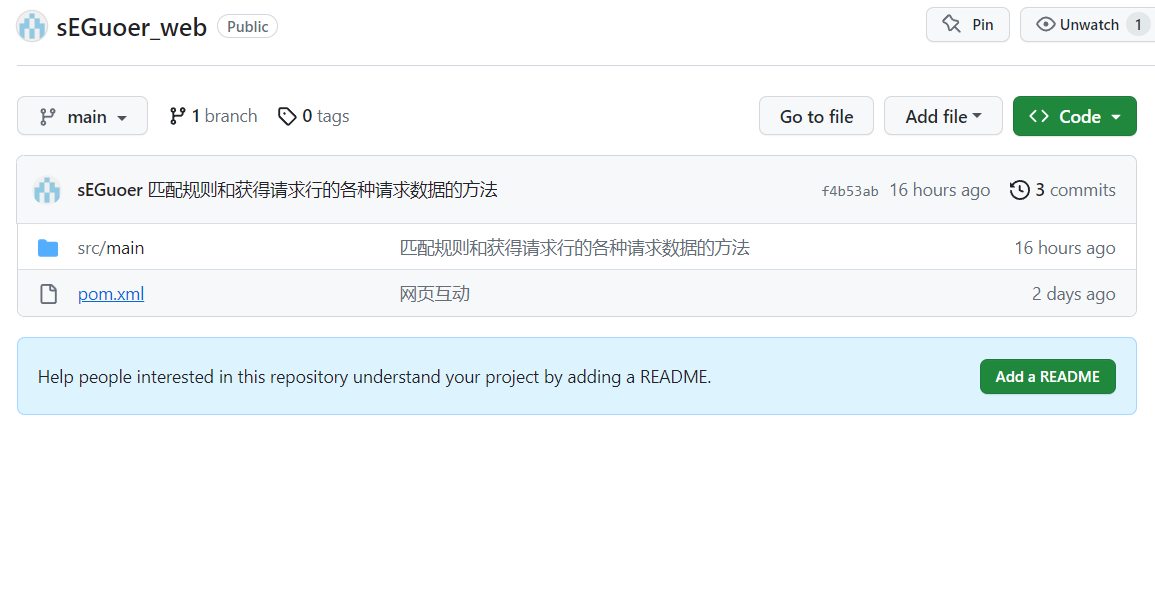 sEGuoer_web Public Pin Unwatch 1
main 1 branch 0 tags Go to file Add file Code
sEGuoer 匹配规则和获得请求行的各种请求数据的方法 f4b53ab 16 hours ago 3 commits
src/main 匹配规则和获得请求行的各种请求数据的方法 16 hours ago
pom.xml 网页互动 2 days ago
Help people interested in this repository understand your project by adding a README. Add a README